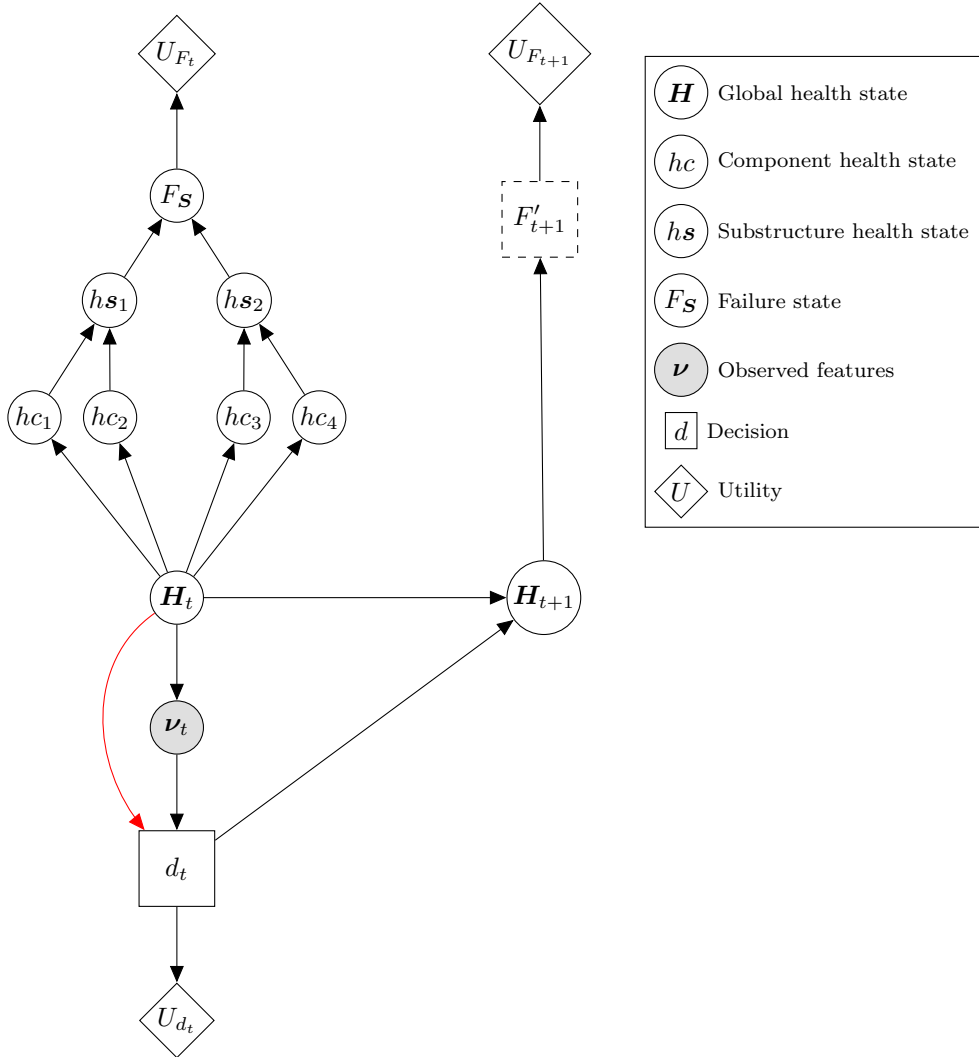 U_{F_t}
U_{F_{t+1}}
F_𝑺
F′_{t+1}
h𝒔_1
h𝒔_2
hc_1
hc_2
hc_3
hc_4
𝑯_t
𝑯_{t+1}
𝝂_t
d_t
U_{d_t}
𝑯 Global health state
hc Component health state
h𝒔 Substructure health state
F_𝑺 Failure state
𝝂 Observed features
d Decision
U Utility